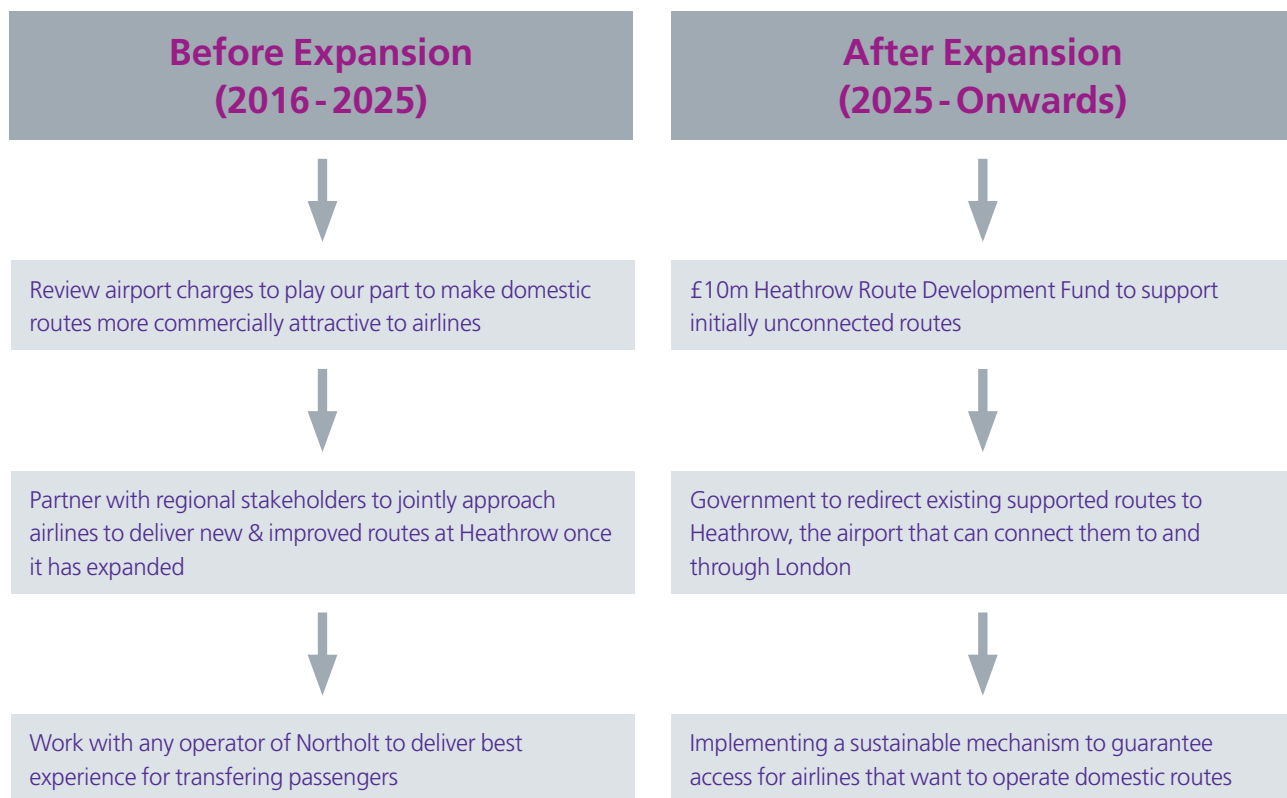 Before Expansion
(2016 - 2025)
Review airport charges to play our part to make domestic
routes more commercially attractive to airlines
Partner with regional stakeholders to jointly approach
airlines to deliver new & improved routes at Heathrow once
it has expanded
Work with any operator of Northolt to deliver best
experience for transfering passengers
After Expansion
(2025 - Onwards)
£10m Heathrow Route Development Fund to support
initially unconnected routes
Government to redirect existing supported routes to
Heathrow, the airport that can connect them to and
through London
Implementing a sustainable mechanism to guarantee
access for airlines that want to operate domestic routes